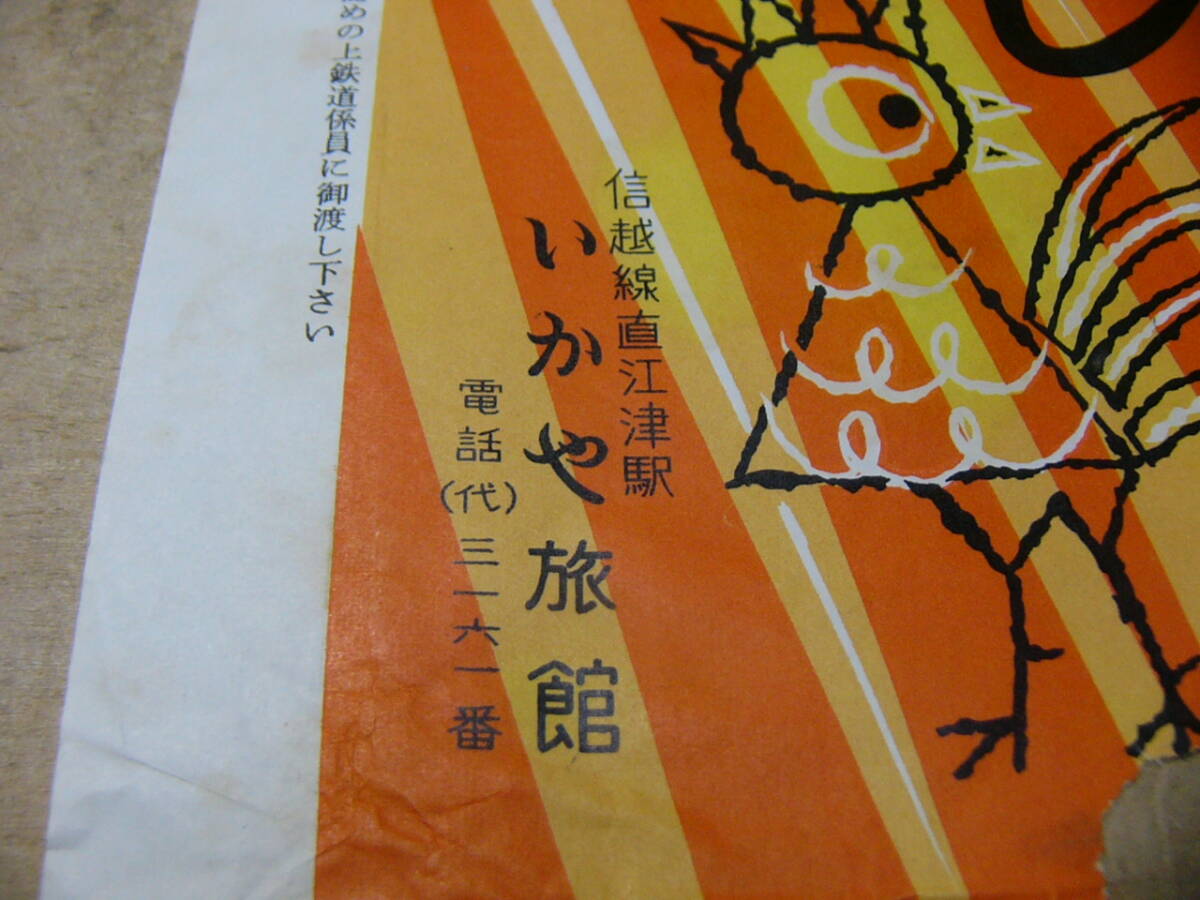 信越線直江津駅
いかや旅館
電話(代)三一六一番
めの上鉄道係員に御渡し下さい